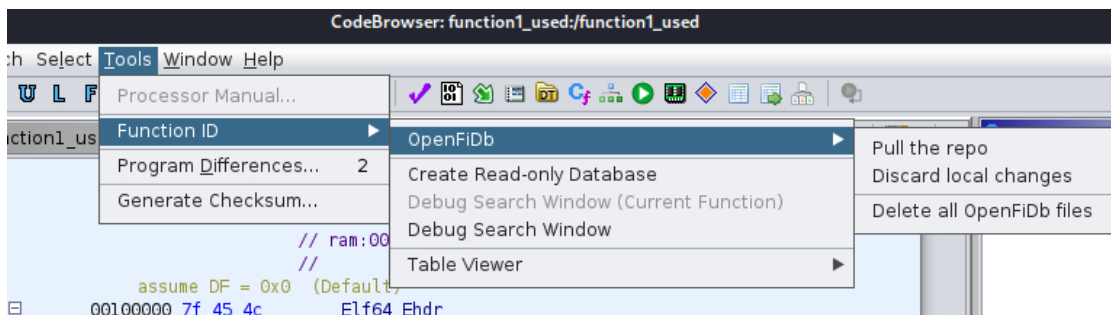 CodeBrowser: function1_used:/function1_used
ch Select Tools Window Help
U L F
Processor Manual...
Function ID
Program Differences... 2
Generate Checksum...
OpenFiDb
Create Read-only Database
Debug Search Window (Current Function)
Debug Search Window
Table Viewer
Pull the repo
Discard local changes
Delete all OpenFiDb files
nction1_us
// ram:00
//
assume DF = 0x0 (Default)
00100000 7f 45 4c Elf64_Ehdr